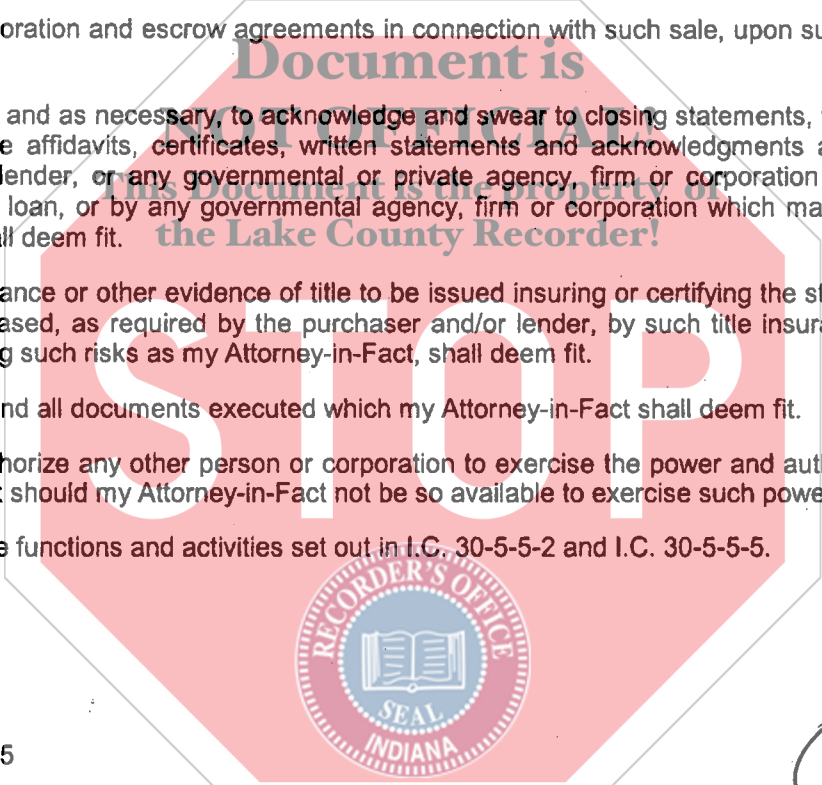 oration and escrow agreements in connection with such sale, upon su
Document is
and as necessary, to acknowledge and swear to closing statements,
NOT OFFICIAL!
e affidavits, certificates, written statements and acknowledgments a
lender, or any governmental or private agency, firm or corporation
This Document is the property of
loan, or by any governmental agency, firm or corporation which ma
ll deem fit.
the Lake County Recorder!
ance or other evidence of title to be issued insuring or certifying the st
ased, as required by the purchaser and/or lender, by such title insura
g such risks as my Attorney-in-Fact, shall deem fit.
STOP
nd all documents executed which my Attorney-in-Fact shall deem fit.
horize any other person or corporation to exercise the power and aut
t should my Attorney-in-Fact not be so available to exercise such powe
e functions and activities set out in I.C. 30-5-5-2 and I.C. 30-5-5-5.
RECORDER'S OFFICE
SEAL
INDIANA
5